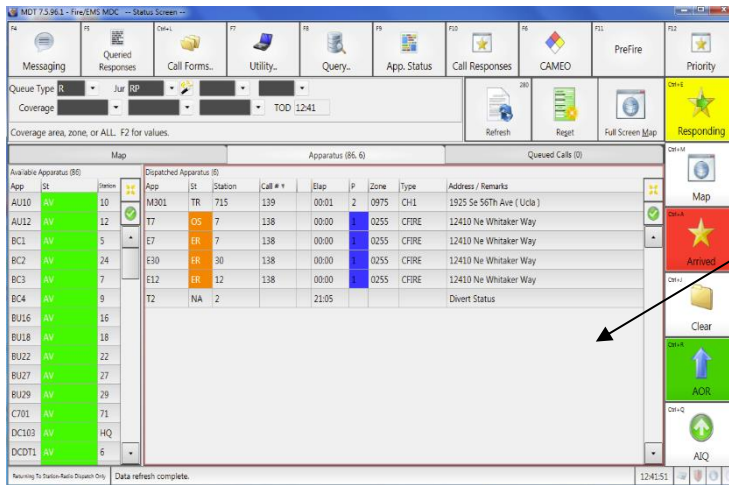 MDT 7.5.96.1 - Fire/EMS MDC --- Status Screen ---
F4 F5 Ctrl+L F7 F8 F9 F10 F6 F11 F12
Messaging Queried Responses Call Forms.. Utility.. Query.. App. Status Call Responses CAMEO PreFire Priority
Queue Type R Jur RP
Coverage TOD 12:41
Coverage area, zone, or ALL. F2 for values.
280
Refresh Reset Full Screen Map
Ctrl+E
Responding
Map Apparatus (86, 6) Queued Calls (0)
Available Apparatus (86) Dispatched Apparatus (6)
App St Station App St Station Call # Elap P Zone Type Address / Remarks
AU10 AV 10 M301 TR 715 139 00:01 2 0975 CH1 1925 Se 56Th Ave ( Ucla )
AU12 AV 12 T7 OS 7 138 00:00 1 0255 CFIRE 12410 Ne Whitaker Way
BC1 AV 5 E7 ER 7 138 00:00 1 0255 CFIRE 12410 Ne Whitaker Way
BC2 AV 24 E30 ER 30 138 00:00 1 0255 CFIRE 12410 Ne Whitaker Way
BC3 AV 7 E12 ER 12 138 00:00 1 0255 CFIRE 12410 Ne Whitaker Way
BC4 AV 9 T2 NA 2 21:05 Divert Status
BU16 AV 16
BU18 AV 18
BU22 AV 22
BU27 AV 27
BU29 AV 29
C701 AV 71
DC103 AV HQ
DCDT1 AV 6
Ctrl+M
Map
Ctrl+A
Arrived
Ctrl+J
Clear
Ctrl+R
AOR
Ctrl+Q
AIQ
Returning To Station-Radio Dispatch Only Data refresh complete. 12:41:51